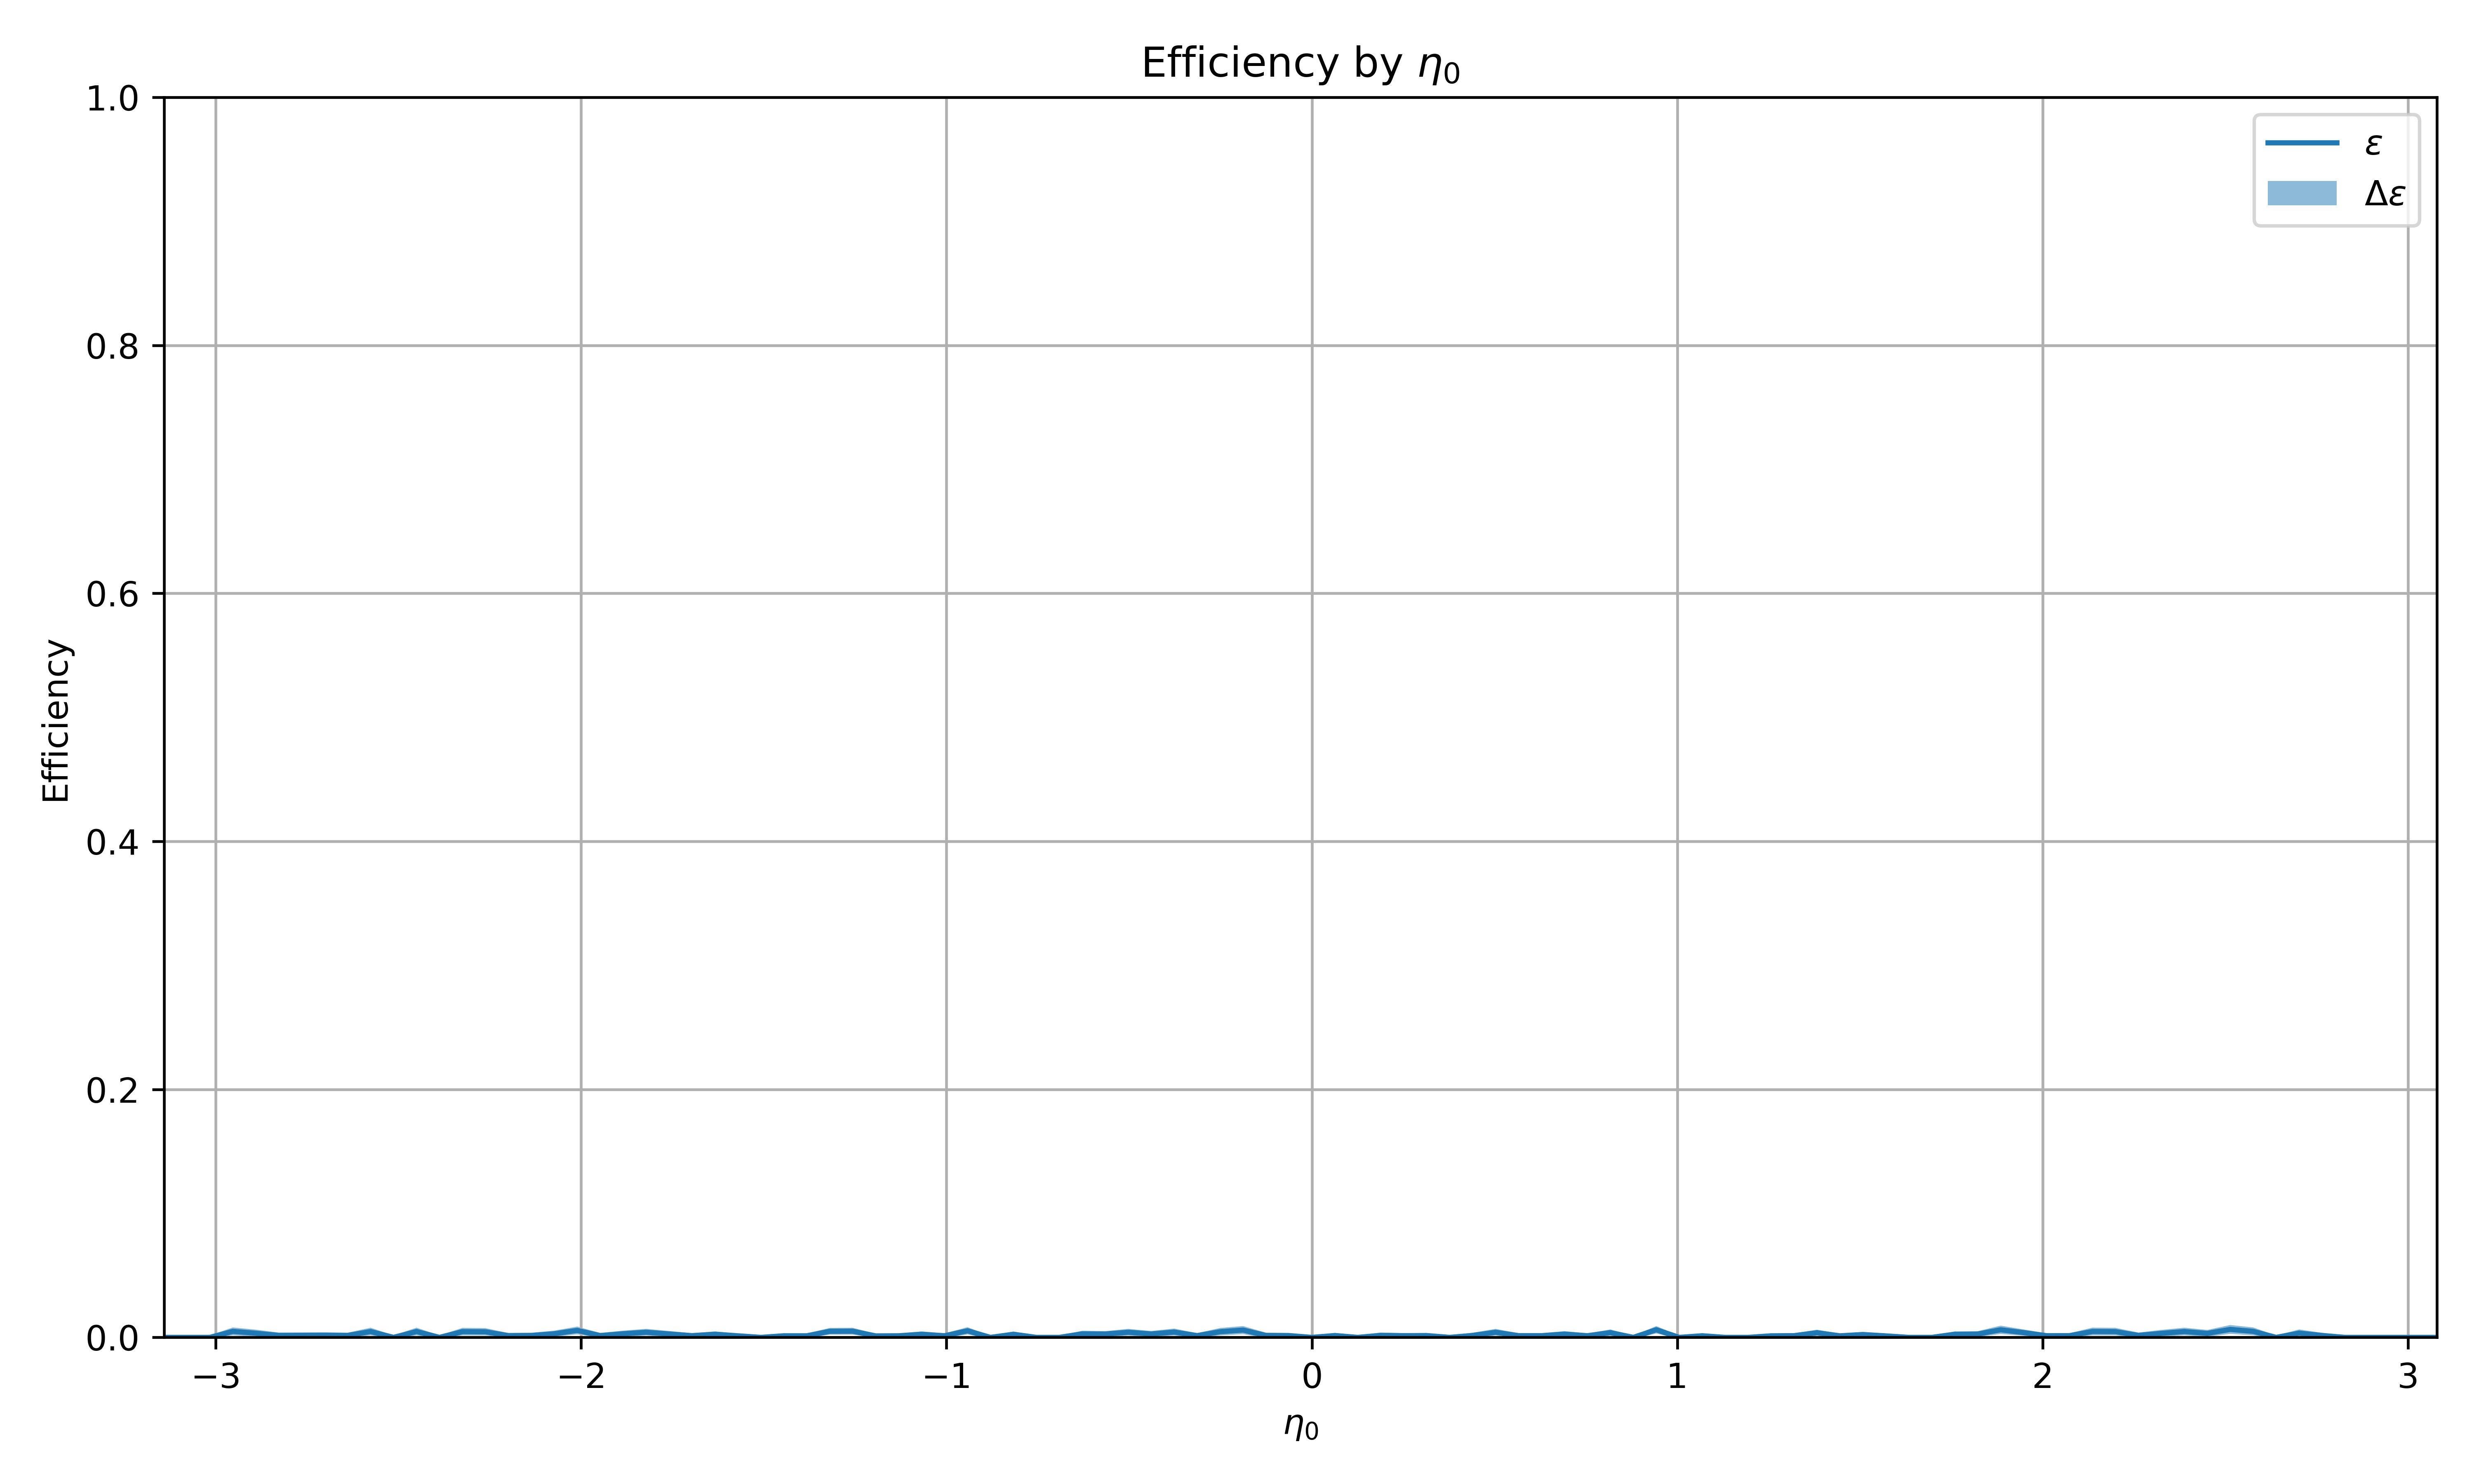 Efficiency by η₀
1.0
0.8
0.6
0.4
0.2
0.0
Efficiency
ε
Δε
−3 −2 −1 0 1 2 3
η₀